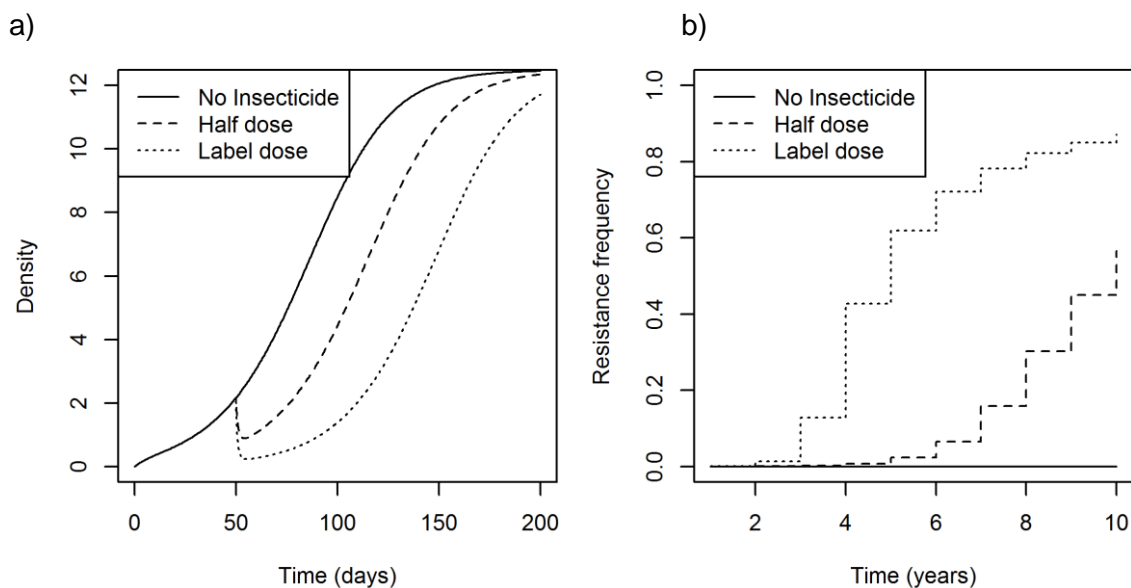 a)
No Insecticide
Half dose
Label dose
Density
0
2
4
6
8
10
12
0
50
100
150
200
Time (days)
b)
No Insecticide
Half dose
Label dose
Resistance frequency
0.0
0.2
0.4
0.6
0.8
1.0
2
4
6
8
10
Time (years)